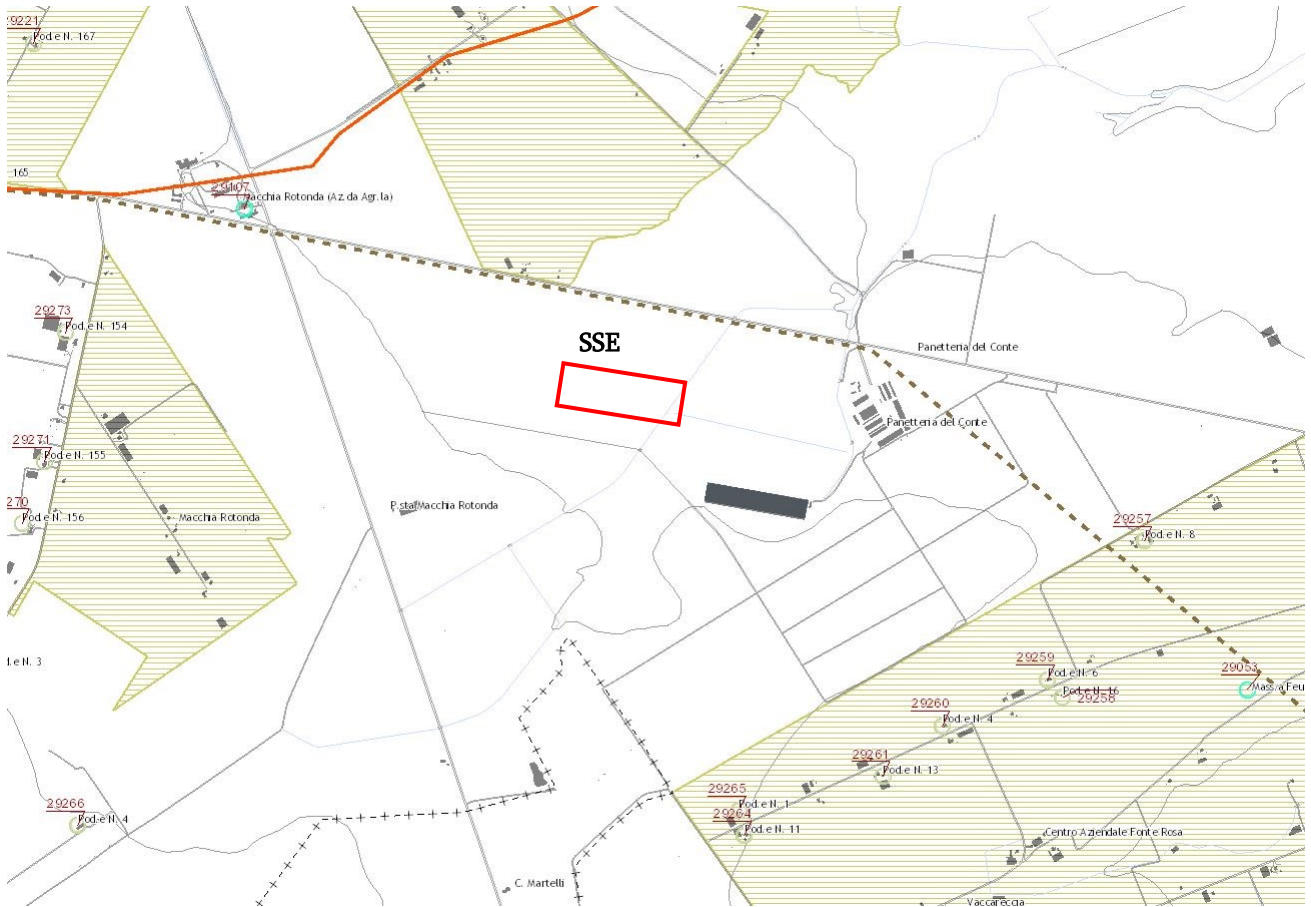 29221
Pod.e N. 167
165
29107
Macchia Rotonda (Az.da Agr.la)
SSE
29273
Pod.e N. 154
Panetteria del Conte
Panetteria del Conte
29271
Pod.e N. 155
270
Pod.e N. 156
Macchia Rotonda
P.sta Macchia Rotonda
29257
Pod.e N. 8
d.e N. 3
29259
Pod.e N. 6
29053
Mass.a Feu
Pod.e N. 16
29258
29260
Pod.e N. 4
29261
Pod.e N. 13
29265
Pod.e N. 1
29264
Pod.e N. 11
29266
Pod.e N. 4
Centro Aziendale Fonte Rosa
C. Martelli
Vaccareccia